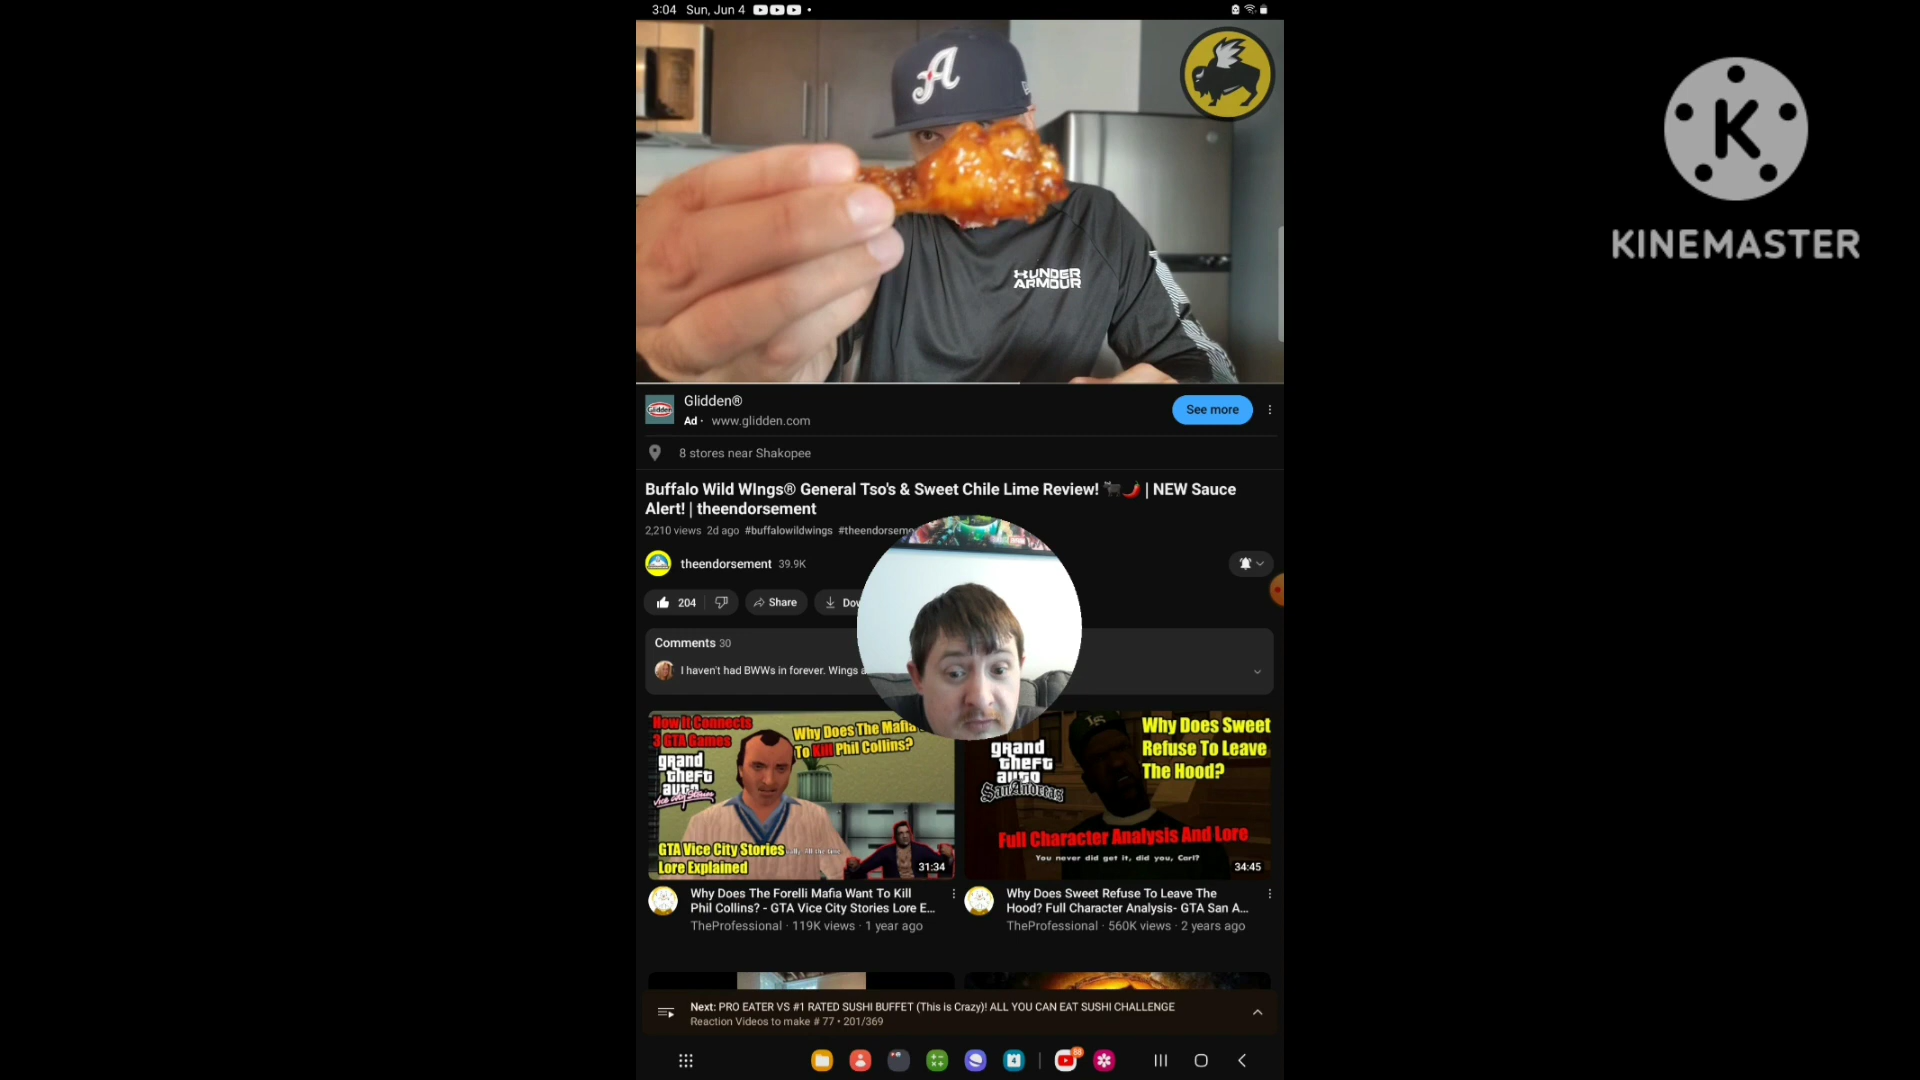 3:04 Sun, Jun 4
A
UNDER
ARMOUR
K
KINEMASTER
Glidden®
Glidden
Ad · www.glidden.com
See more
8 stores near Shakopee
Buffalo Wild WIngs® General Tso's & Sweet Chile Lime Review! 🐂🌶️ | NEW Sauce
Alert! | theendorsement
2,210 views 2d ago #buffalowildwings #theendorseme
theendorsement 39.9K
204
Share
Dow
Comments 30
I haven't had BWWs in forever. Wings a
How It Connects
3 GTA Games
Why Does The Mafia
To Kill Phil Collins?
grand
theft
auto
Vice City Stories
GTA Vice City Stories
Lore Explained
31:34
Why Does Sweet
Refuse To Leave
The Hood?
grand
theft
auto
San Andreas
Full Character Analysis And Lore
You never did get it, did you, Carl?
34:45
Why Does The Forelli Mafia Want To Kill
Phil Collins? - GTA Vice City Stories Lore E...
TheProfessional · 119K views · 1 year ago
Why Does Sweet Refuse To Leave The
Hood? Full Character Analysis- GTA San A...
TheProfessional · 560K views · 2 years ago
Next: PRO EATER VS #1 RATED SUSHI BUFFET (This is Crazy)! ALL YOU CAN EAT SUSHI CHALLENGE
Reaction Videos to make # 77 • 201/369
4